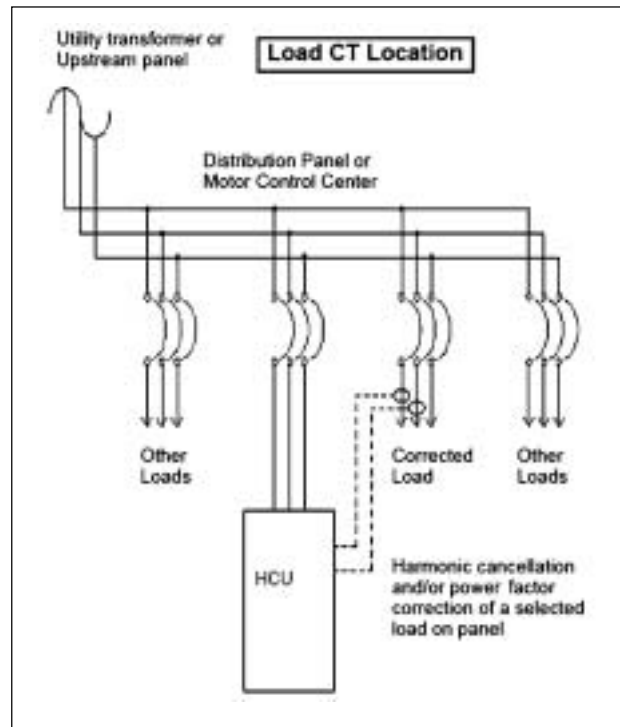 Utility transformer or
Upstream panel
Load CT Location
Distribution Panel or
Motor Control Center
Other
Loads
Corrected
Load
Other
Loads
HCU
Harmonic cancellation
and/or power factor
correction of a selected
load on panel